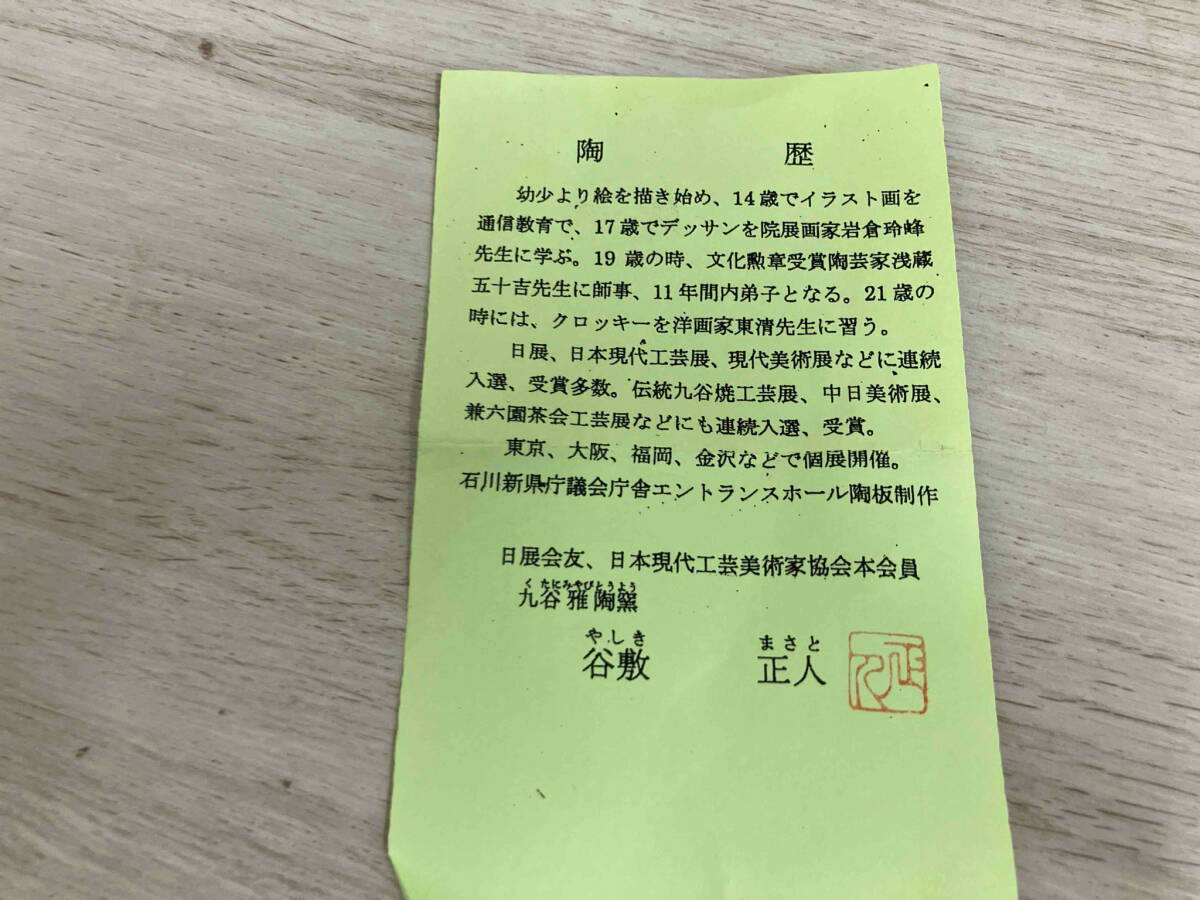 陶 歴
幼少より絵を描き始め、14歳でイラスト画を
通信教育で、17歳でデッサンを院展画家岩倉玲峰
先生に学ぶ。19歳の時、文化勲章受賞陶芸家浅蔵
五十吉先生に師事、11年間内弟子となる。21歳の
時には、クロッキーを洋画家東清先生に習う。
日展、日本現代工芸展、現代美術展などに連続
入選、受賞多数。伝統九谷焼工芸展、中日美術展、
兼六園茶会工芸展などにも連続入選、受賞。
東京、大阪、福岡、金沢などで個展開催。
石川新県庁議会庁舎エントランスホール陶板制作
日展会友、日本現代工芸美術家協会本会員
くたにみやびとうよう
九谷雅陶窯
やしき まさと
谷敷 正人
正人